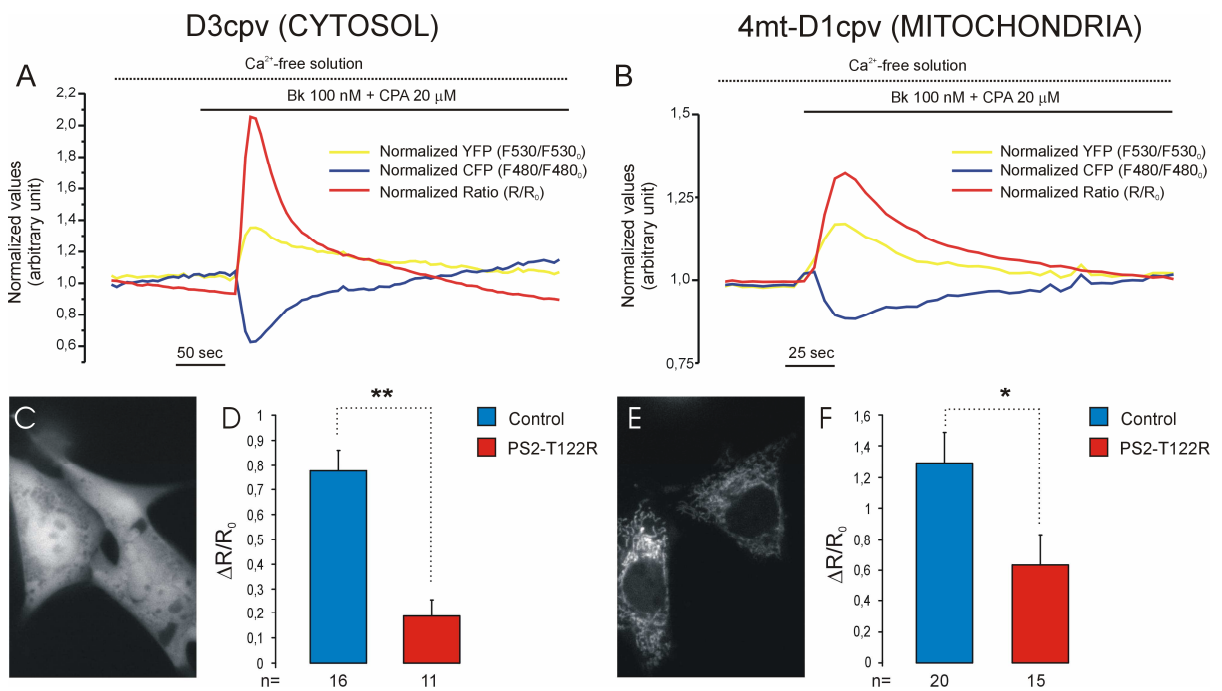 D3cpv (CYTOSOL)
4mt-D1cpv (MITOCHONDRIA)
A
Ca²⁺-free solution
Bk 100 nM + CPA 20 μM
Normalized values
(arbitrary unit)
2,2
2,0
1,8
1,6
1,4
1,2
1,0
0,8
0,6
Normalized YFP (F530/F530₀)
Normalized CFP (F480/F480₀)
Normalized Ratio (R/R₀)
50 sec
B
Ca²⁺-free solution
Bk 100 nM + CPA 20 μM
Normalized values
(arbitrary unit)
1,5
1,25
1,0
0,75
Normalized YFP (F530/F530₀)
Normalized CFP (F480/F480₀)
Normalized Ratio (R/R₀)
25 sec
C
D
ΔR/R₀
1
0,9
0,8
0,7
0,6
0,5
0,4
0,3
0,2
0,1
0
**
Control
PS2-T122R
n= 16 11
E
F
ΔR/R₀
1,6
1,4
1,2
1,0
0,8
0,6
0,4
1,2
0
*
Control
PS2-T122R
n= 20 15